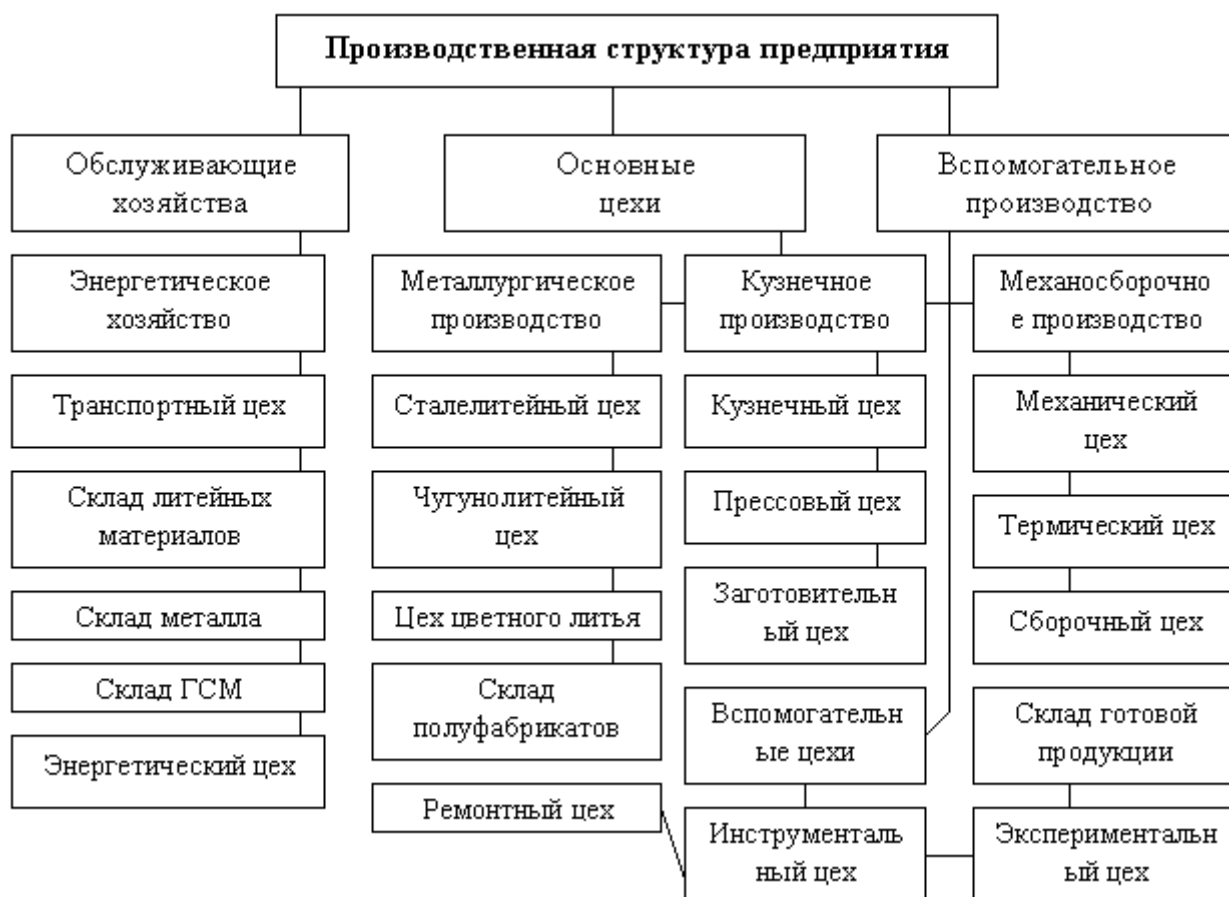 Производственная структура предприятия
Обслуживающие
хозяйства
Основные
цехи
Вспомогательное
производство
Энергетическое
хозяйство
Металлургическое
производство
Кузнечное
производство
Механосборочно
е производство
Транспортный цех
Сталелитейный цех
Кузнечный цех
Механический
цех
Склад литейных
материалов
Чугунолитейный
цех
Прессовый цех
Термический цех
Склад металла
Цех цветного литья
Заготовительн
ый цех
Сборочный цех
Склад ГСМ
Склад
полуфабрикатов
Вспомогательн
ые цехи
Склад готовой
продукции
Энергетический цех
Ремонтный цех
Инструменталь
ный цех
Экспериментальн
ый цех